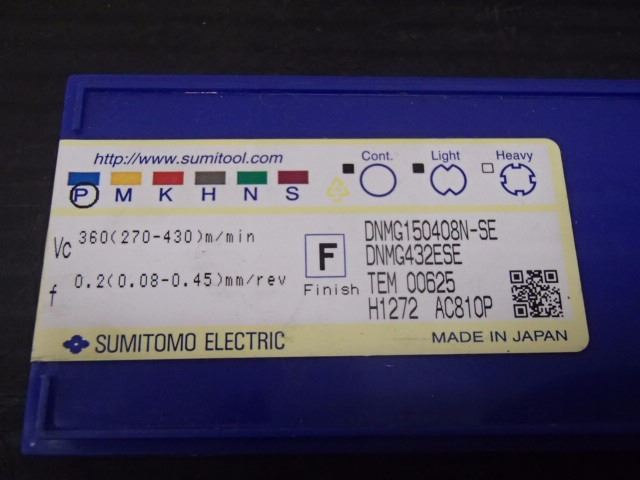 http://www.sumitool.com
Cont. Light Heavy
P M K H N S
Vc 360(270-430)m/min
f 0.2(0.08-0.45)mm/rev
F
Finish
DNMG150408N-SE
DNMG432ESE
TEM 00625
H1272 AC810P
SUMITOMO ELECTRIC
MADE IN JAPAN